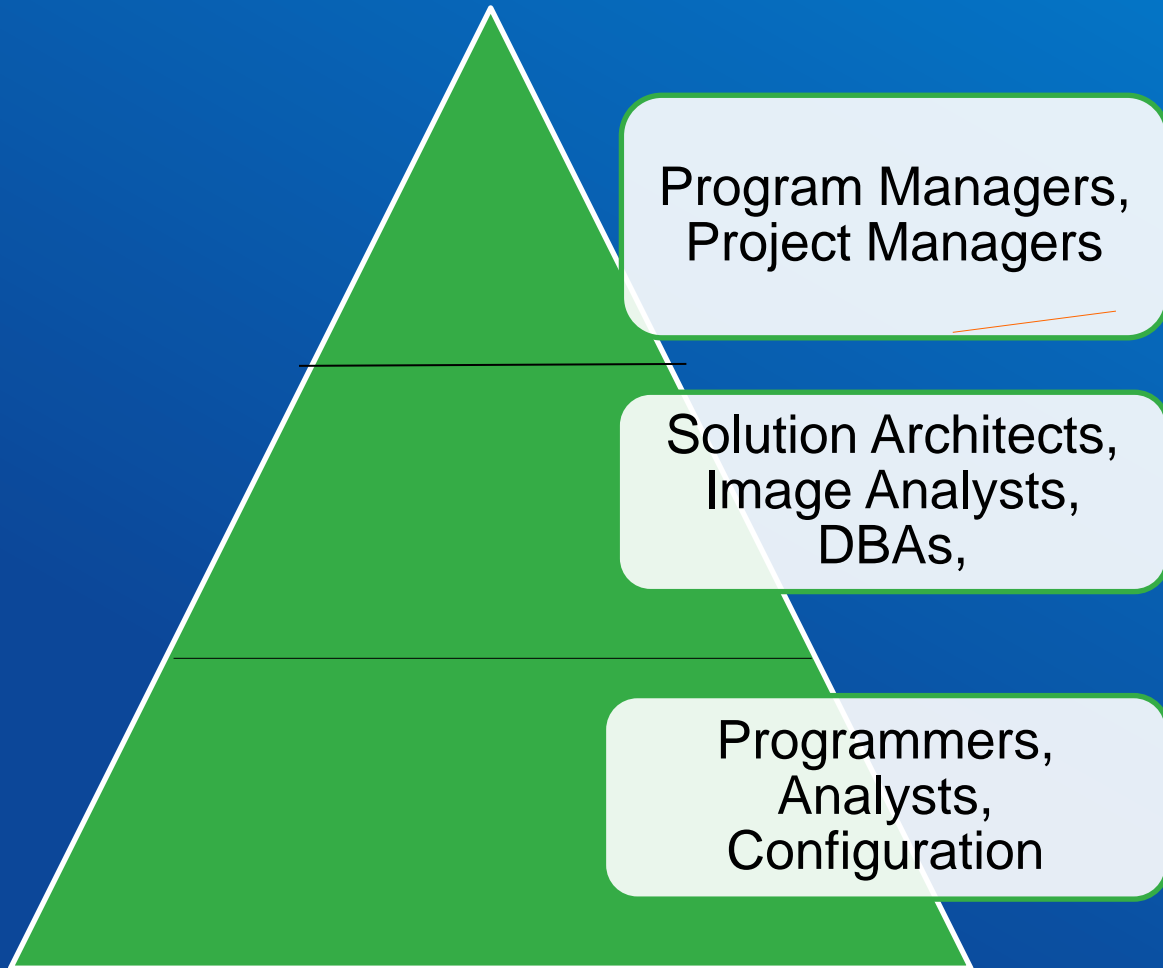 Program Managers,
Project Managers
Solution Architects,
Image Analysts,
DBAs,
Programmers,
Analysts,
Configuration